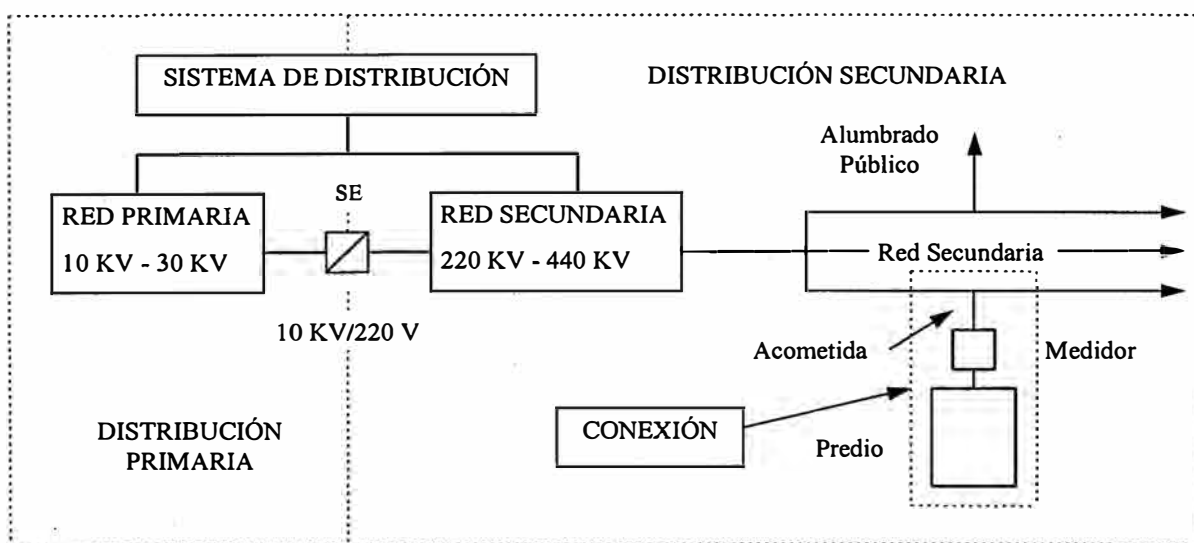 SISTEMA DE DISTRIBUCIÓN
DISTRIBUCIÓN SECUNDARIA
Alumbrado
Público
SE
RED PRIMARIA
10 KV - 30 KV
RED SECUNDARIA
220 KV - 440 KV
Red Secundaria
10 KV/220 V
Acometida
Medidor
CONEXIÓN
Predio
DISTRIBUCIÓN
PRIMARIA